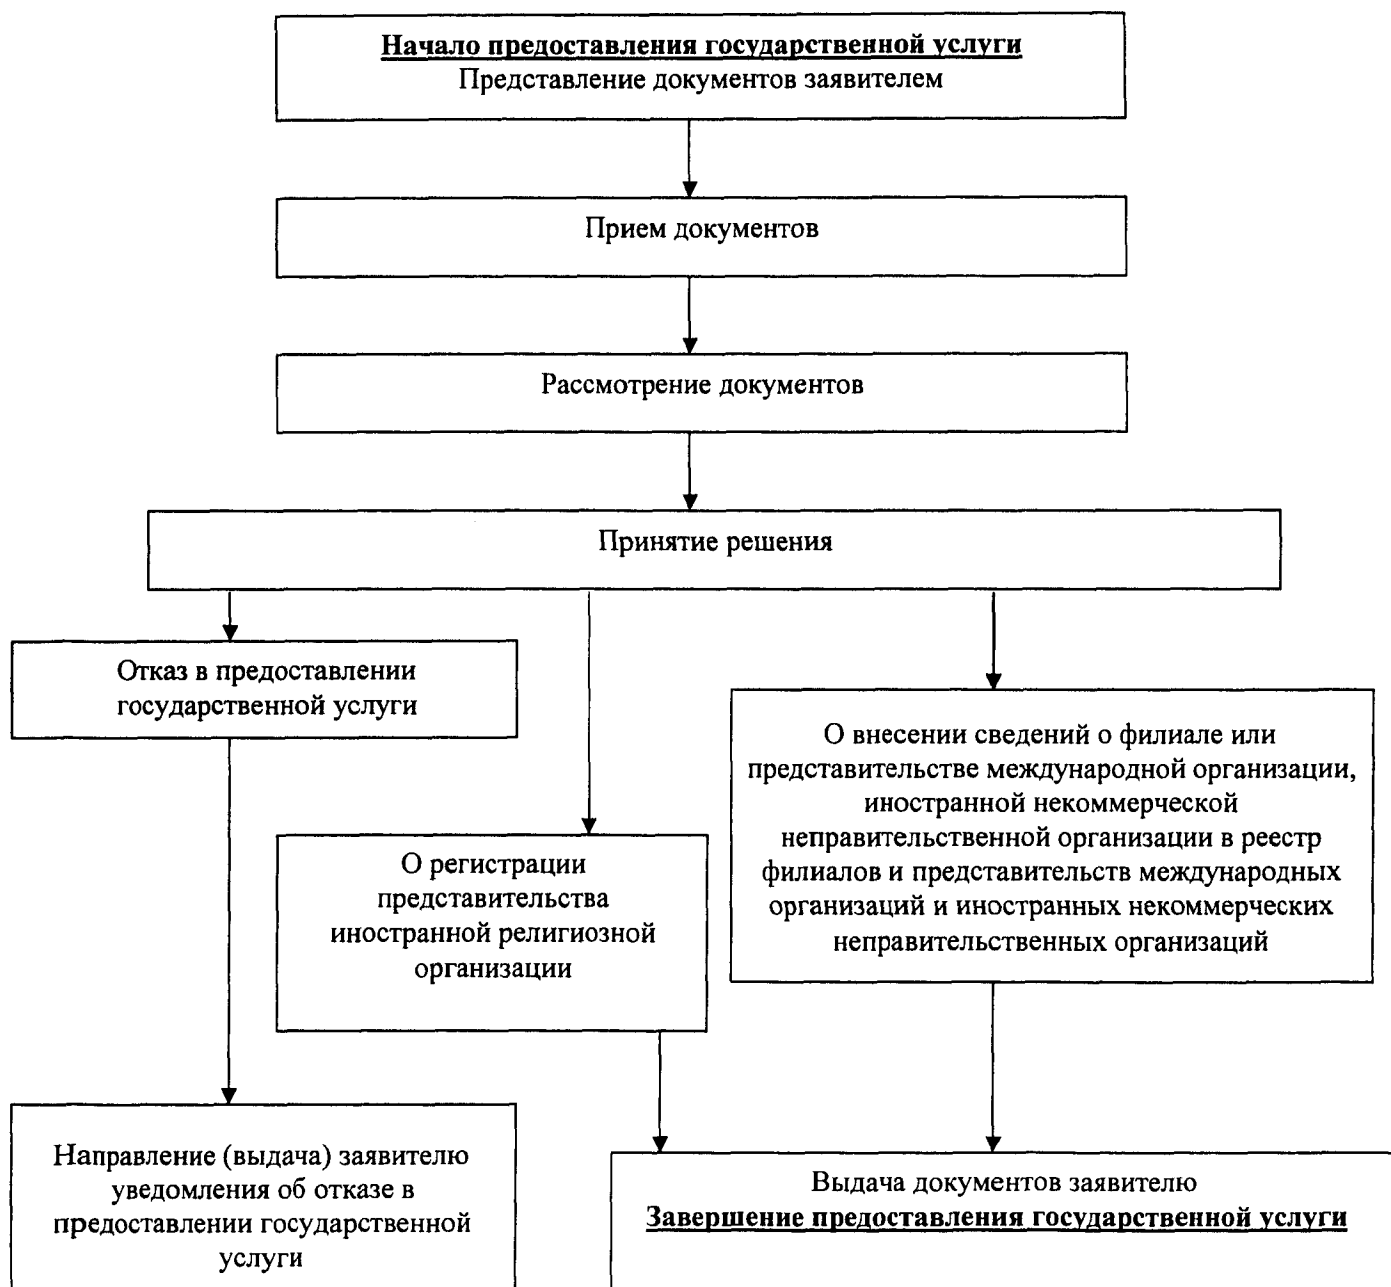 Начало предоставления государственной услуги
Представление документов заявителем
Прием документов
Рассмотрение документов
Принятие решения
Отказ в предоставлении
государственной услуги
О внесении сведений о филиале или
представительстве международной организации,
иностранной некоммерческой
неправительственной организации в реестр
филиалов и представительств международных
организаций и иностранных некоммерческих
неправительственных организаций
О регистрации
представительства
иностранной религиозной
организации
Направление (выдача) заявителю
уведомления об отказе в
предоставлении государственной
услуги
Выдача документов заявителю
Завершение предоставления государственной услуги